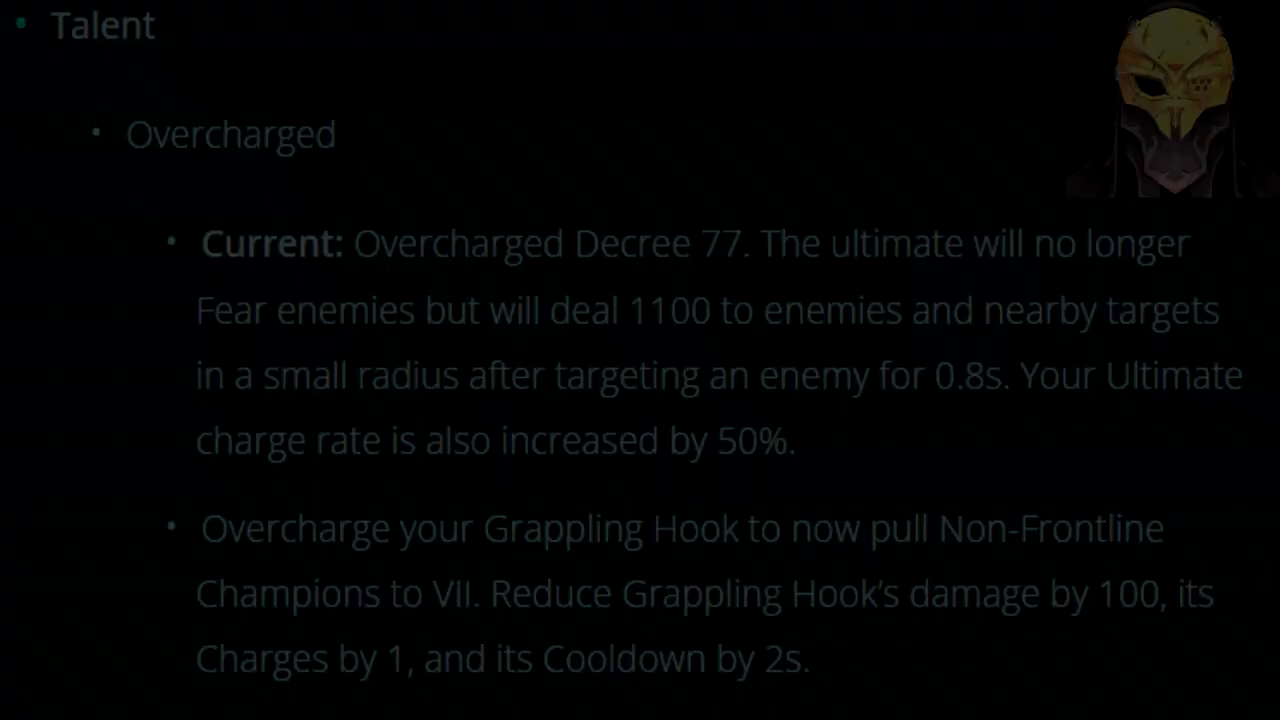 • Talent
• Overcharged
• Current: Overcharged Decree 77. The ultimate will no longer
Fear enemies but will deal 1100 to enemies and nearby targets
in a small radius after targeting an enemy for 0.8s. Your Ultimate
charge rate is also increased by 50%.
• Overcharge your Grappling Hook to now pull Non-Frontline
Champions to VII. Reduce Grappling Hook’s damage by 100, its
Charges by 1, and its Cooldown by 2s.